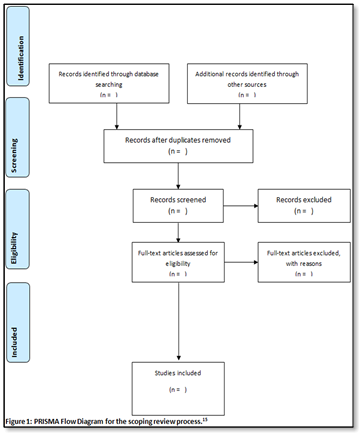 Identification
Records identified through database
searching
(n = )
Additional records identified through
other sources
(n = )
Screening
Records after duplicates removed
(n = )
Records screened
(n = )
Records excluded
(n = )
Eligibility
Full-text articles assessed for
eligibility
(n = )
Full-text articles excluded,
with reasons
(n = )
Included
Studies included
(n = )
Figure 1: PRISMA Flow Diagram for the scoping review process.15